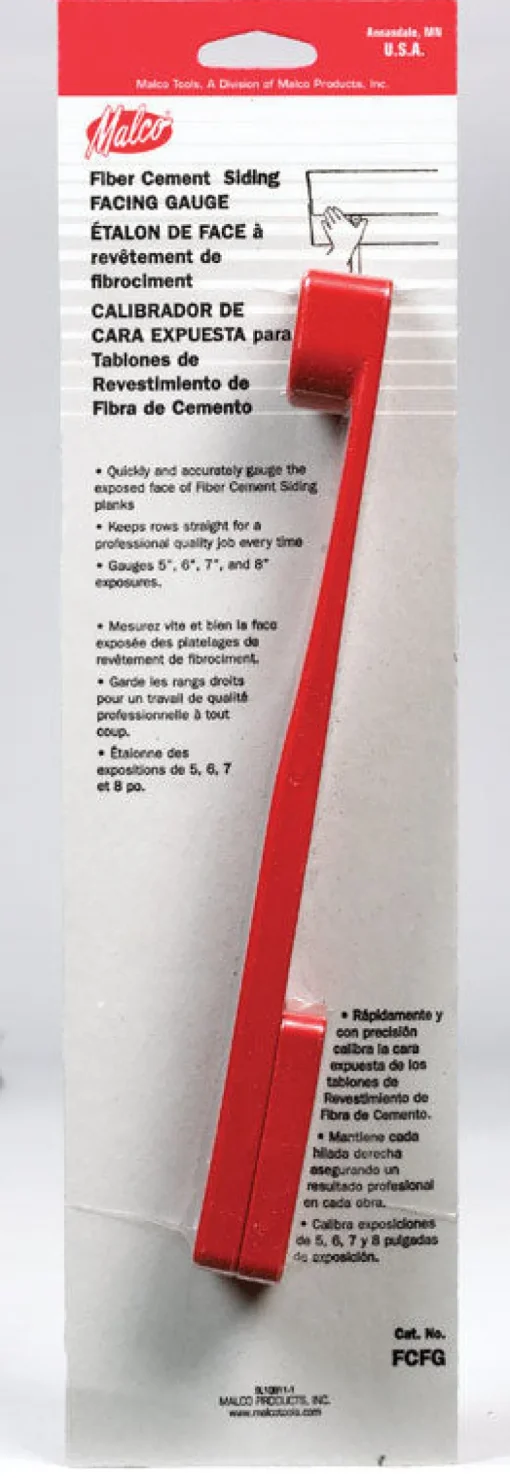 Annandale, MN
U.S.A.
Malco Tools, A Division of Malco Products, Inc.
Malco®
Fiber Cement Siding
FACING GAUGE
ÉTALON DE FACE à
revêtement de
fibrociment
CALIBRADOR DE
CARA EXPUESTA para
Tablones de
Revestimiento de
Fibra de Cemento
• Quickly and accurately gauge the
exposed face of Fiber Cement Siding
planks
• Keeps rows straight for a
professional quality job every time
• Gauges 5", 6", 7", and 8"
exposures.
• Mesurez vite et bien la face
exposée des platelages de
revêtement de fibrociment.
• Garde les rangs droits
pour un travail de qualité
professionnelle à tout
coup.
• Étalonne des
expositions de 5, 6, 7
et 8 po.
• Rápidamente y
con precisión
calibra la cara
expuesta de los
tablones de
Revestimiento de
Fibra de Cemento.
• Mantiene cada
hilada derecha
asegurando un
resultado profesional
en cada obra.
• Calibra exposiciones
de 5, 6, 7 y 8 pulgadas
de exposición.
Cat. No.
FCFG
MALCO PRODUCTS, INC.
www.malcotools.com